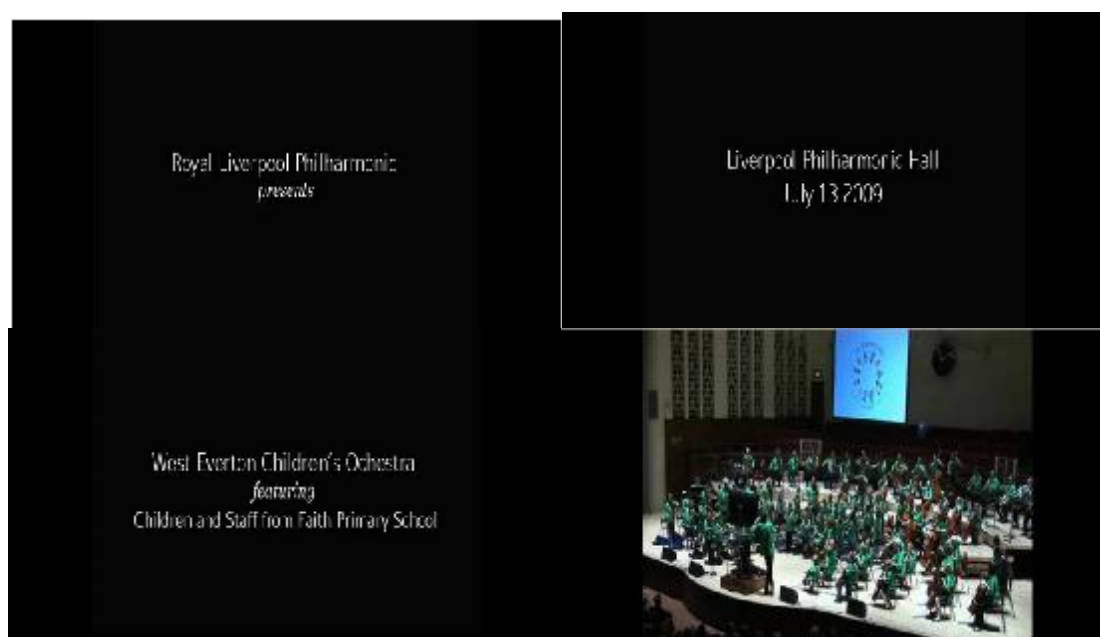 Royal Liverpool Philharmonic
presents
Liverpool Philharmonic Hall
July 13 2009
West Everton Children's Ochestra
featuring
Children and Staff from Faith Primary School